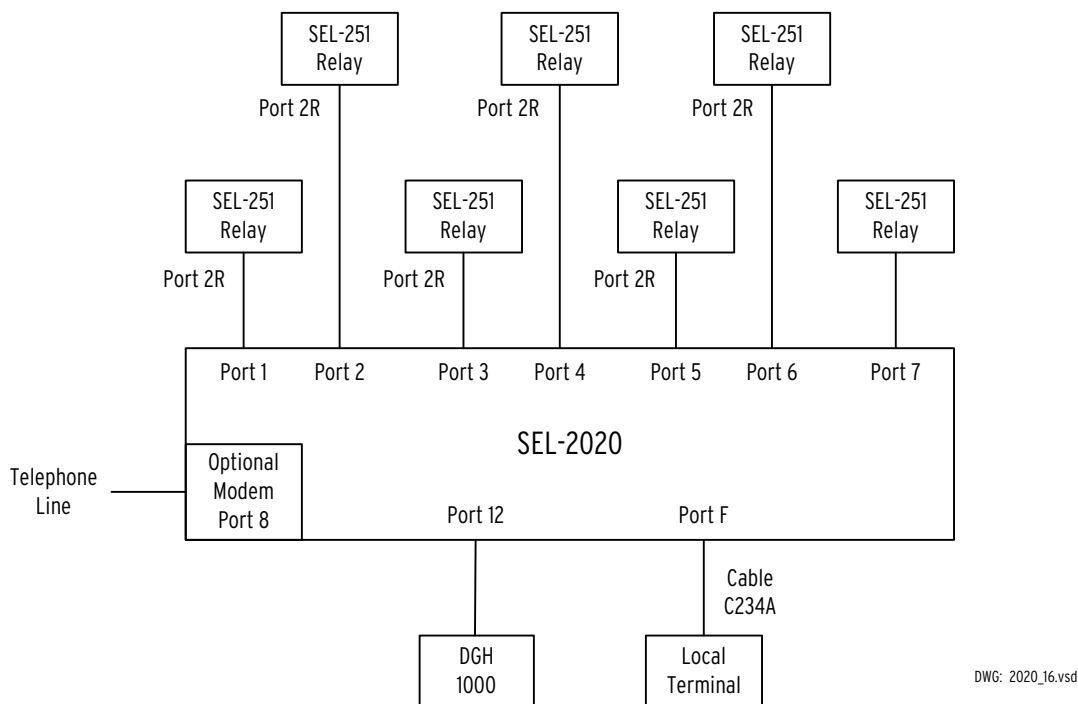 SEL-251
Relay
SEL-251
Relay
SEL-251
Relay
Port 2R
Port 2R
Port 2R
SEL-251
Relay
SEL-251
Relay
SEL-251
Relay
SEL-251
Relay
Port 2R
Port 2R
Port 2R
Port 1
Port 2
Port 3
Port 4
Port 5
Port 6
Port 7
SEL-2020
Telephone
Line
Optional
Modem
Port 8
Port 12
Port F
Cable
C234A
DGH
1000
Local
Terminal
DWG: 2020_16.vsd